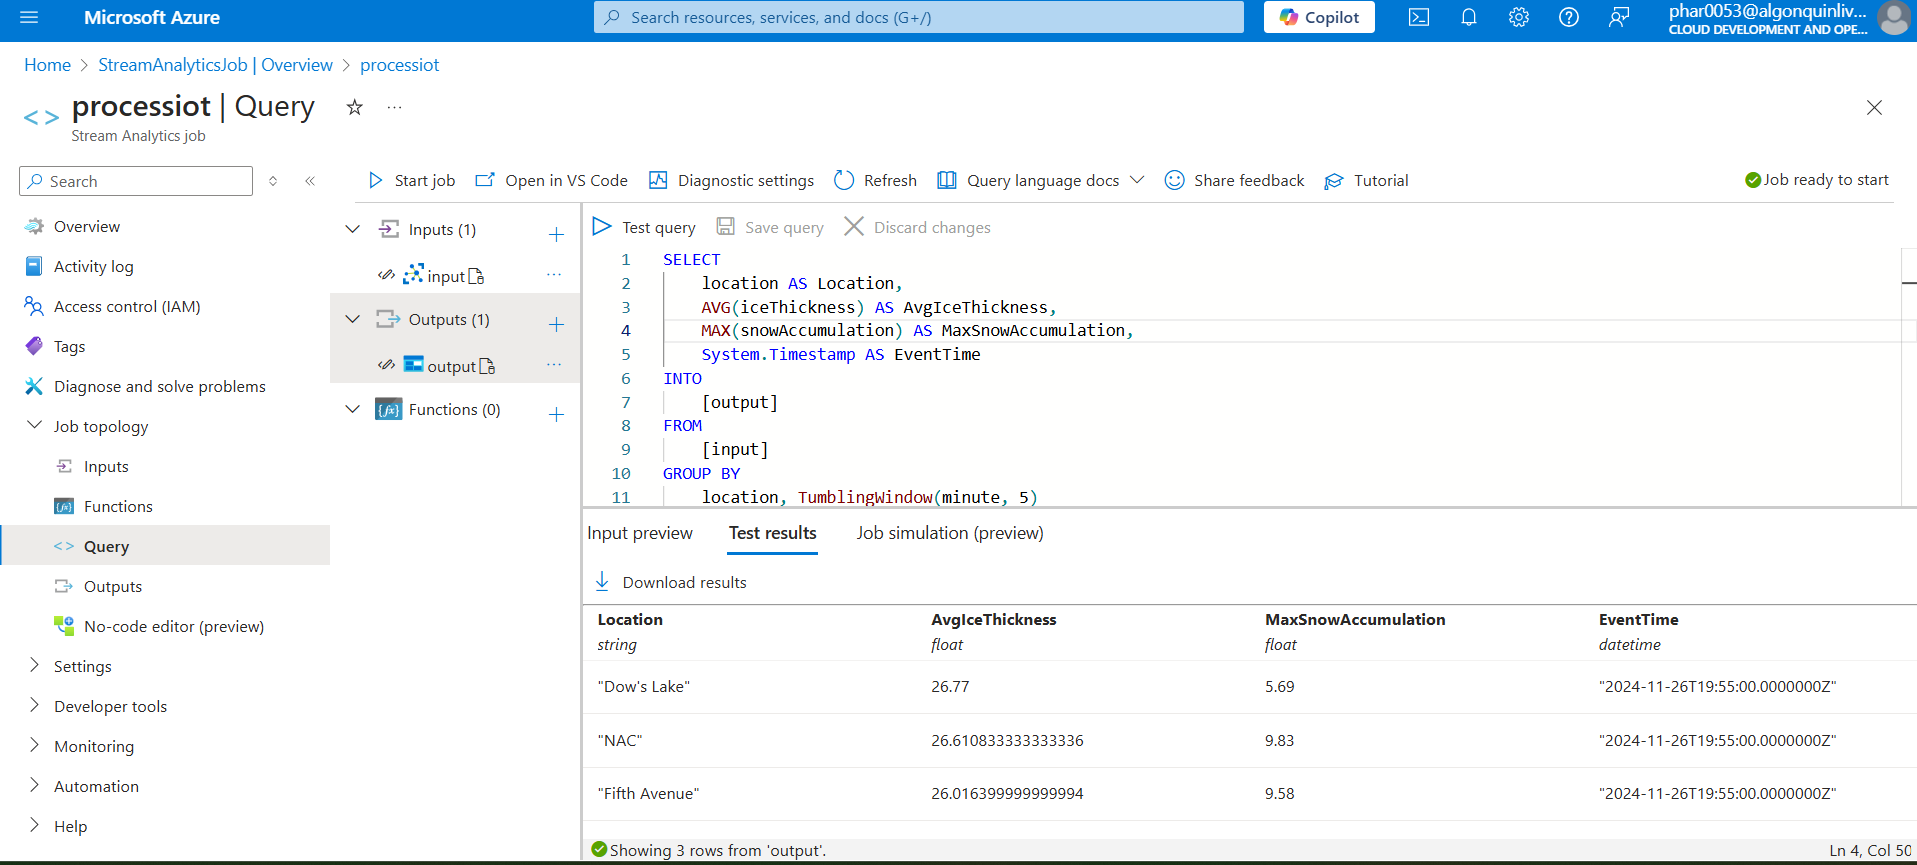 Microsoft Azure
Search resources, services, and docs (G+/)
Copilot
phar0053@algonquinliv...
CLOUD DEVELOPMENT AND OPE...
Home > StreamAnalyticsJob | Overview > processiot
<> processiot | Query ...
Stream Analytics job
Search
«
Overview
Activity log
Access control (IAM)
Tags
Diagnose and solve problems
Job topology
Inputs
Functions
<> Query
Outputs
No-code editor (preview)
Settings
Developer tools
Monitoring
Automation
Help
Start job Open in VS Code Diagnostic settings Refresh Query language docs Share feedback Tutorial Job ready to start
Inputs (1) +
input ...
Outputs (1) +
output ...
{fx} Functions (0) +
Test query Save query Discard changes
1 SELECT
2 location AS Location,
3 AVG(iceThickness) AS AvgIceThickness,
4 MAX(snowAccumulation) AS MaxSnowAccumulation,
5 System.Timestamp AS EventTime
6 INTO
7 [output]
8 FROM
9 [input]
10 GROUP BY
11 location, TumblingWindow(minute, 5)
Input preview Test results Job simulation (preview)
Download results
Location AvgIceThickness MaxSnowAccumulation EventTime
string float float datetime
"Dow's Lake" 26.77 5.69 "2024-11-26T19:55:00.0000000Z"
"NAC" 26.610833333333336 9.83 "2024-11-26T19:55:00.0000000Z"
"Fifth Avenue" 26.016399999999994 9.58 "2024-11-26T19:55:00.0000000Z"
Showing 3 rows from 'output'.
Ln 4, Col 50